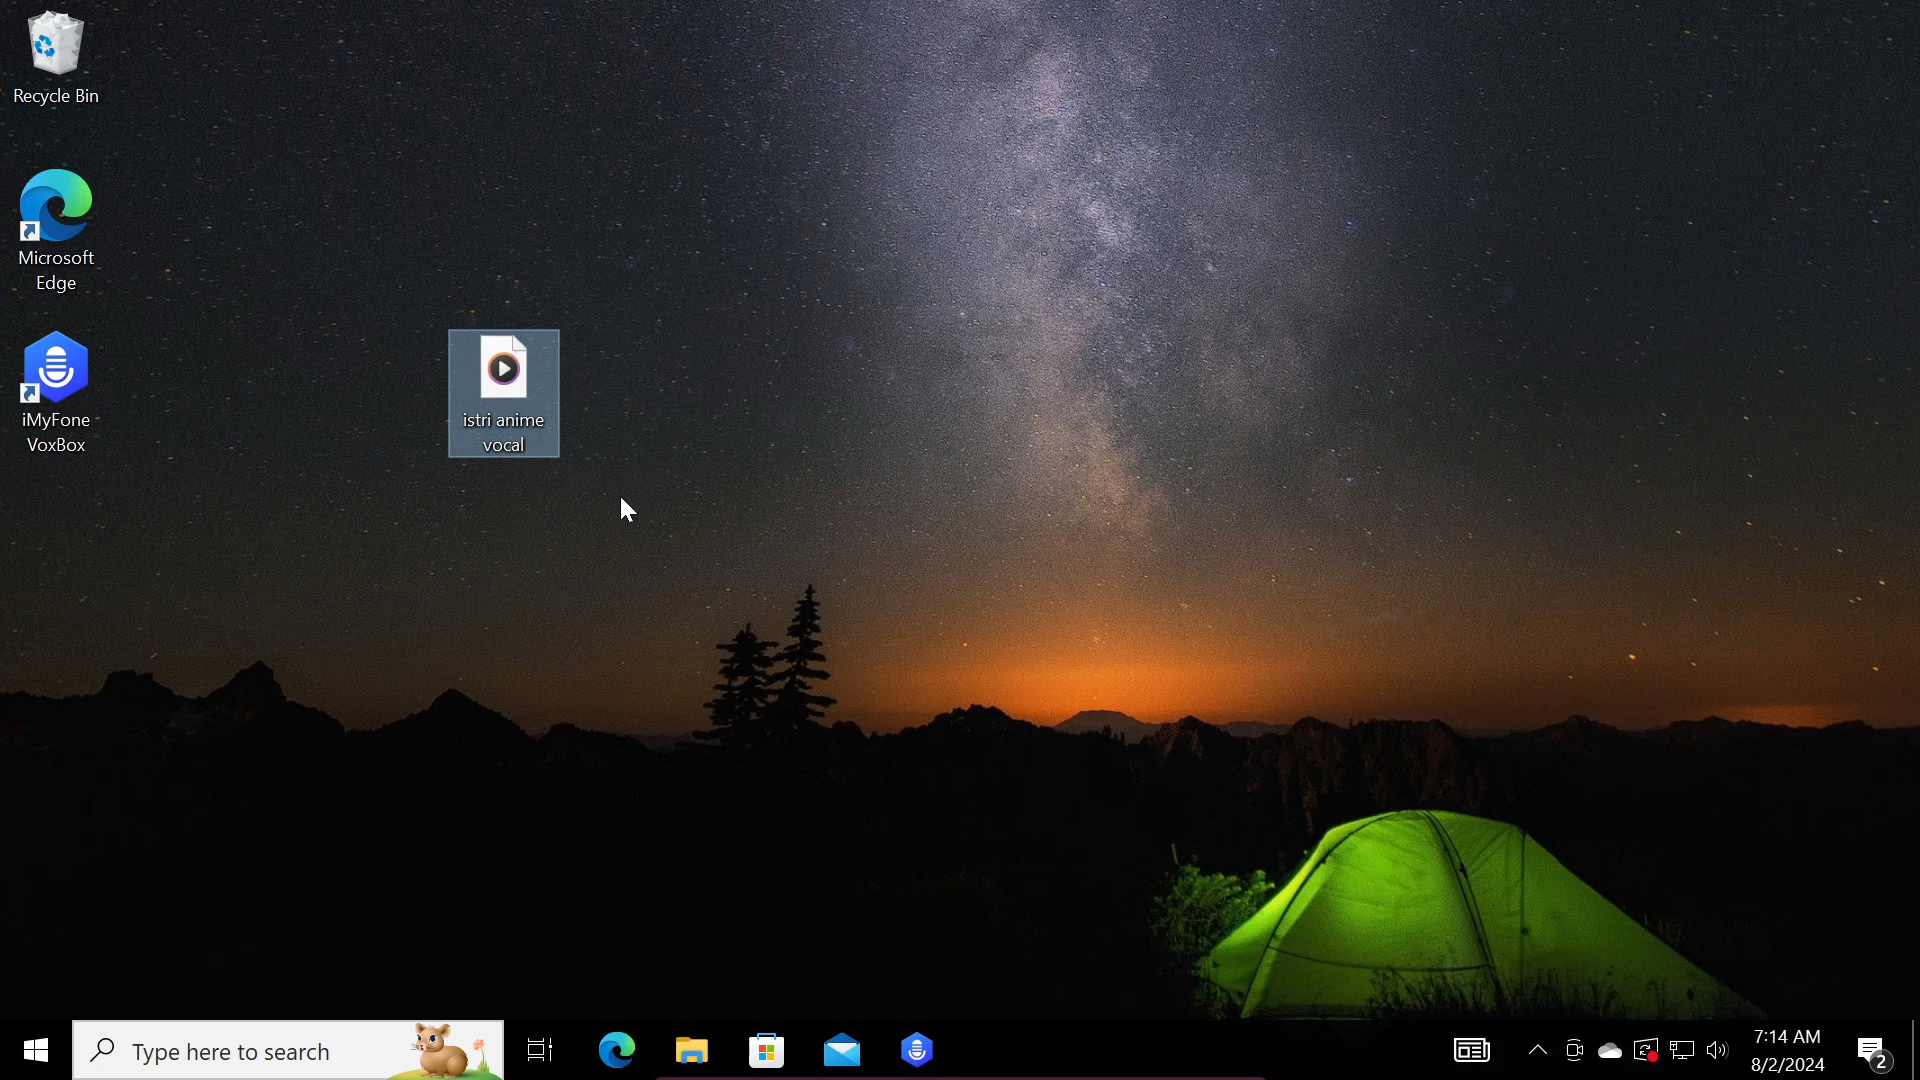 Recycle Bin
Microsoft
Edge
iMyFone
VoxBox
istri anime
vocal
Type here to search
7:14 AM
8/2/2024
2